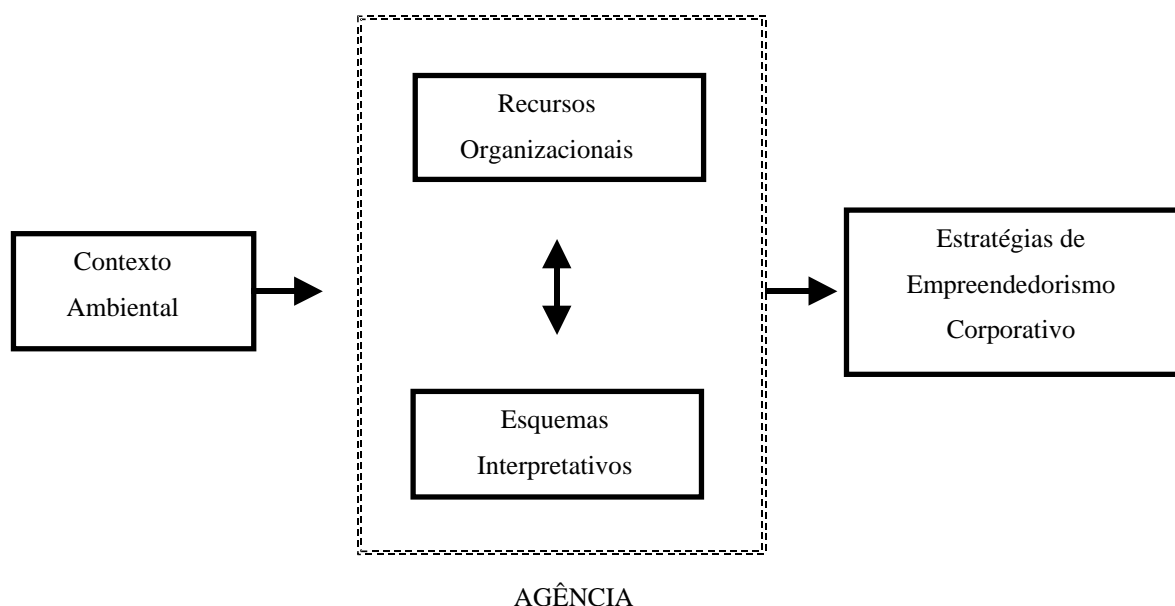 Recursos
Organizacionais
Contexto
Ambiental
Estratégias de
Empreendedorismo
Corporativo
Esquemas
Interpretativos
AGÊNCIA